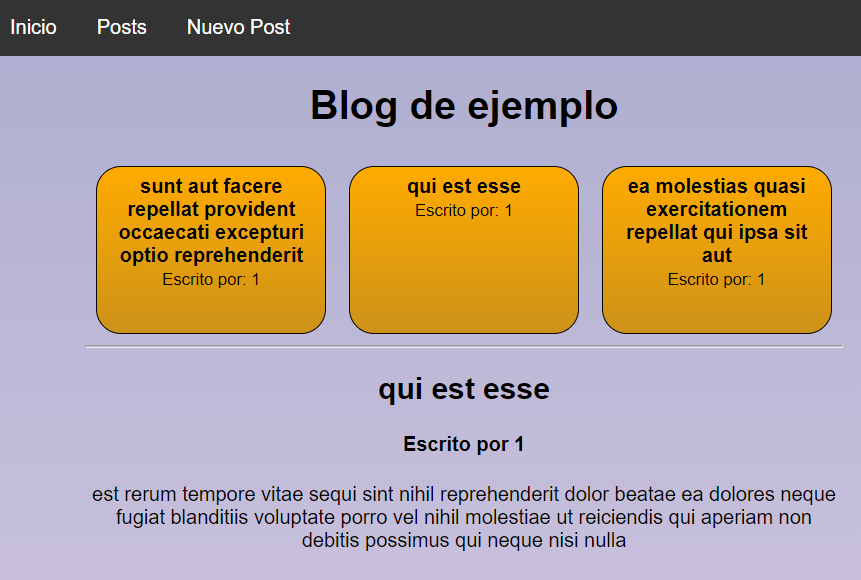 Inicio Posts Nuevo Post
Blog de ejemplo
sunt aut facere
repellat provident
occaecati excepturi
optio reprehenderit
Escrito por: 1
qui est esse
Escrito por: 1
ea molestias quasi
exercitationem
repellat qui ipsa sit
aut
Escrito por: 1
qui est esse
Escrito por 1
est rerum tempore vitae sequi sint nihil reprehenderit dolor beatae ea dolores neque
fugiat blanditiis voluptate porro vel nihil molestiae ut reiciendis qui aperiam non
debitis possimus qui neque nisi nulla